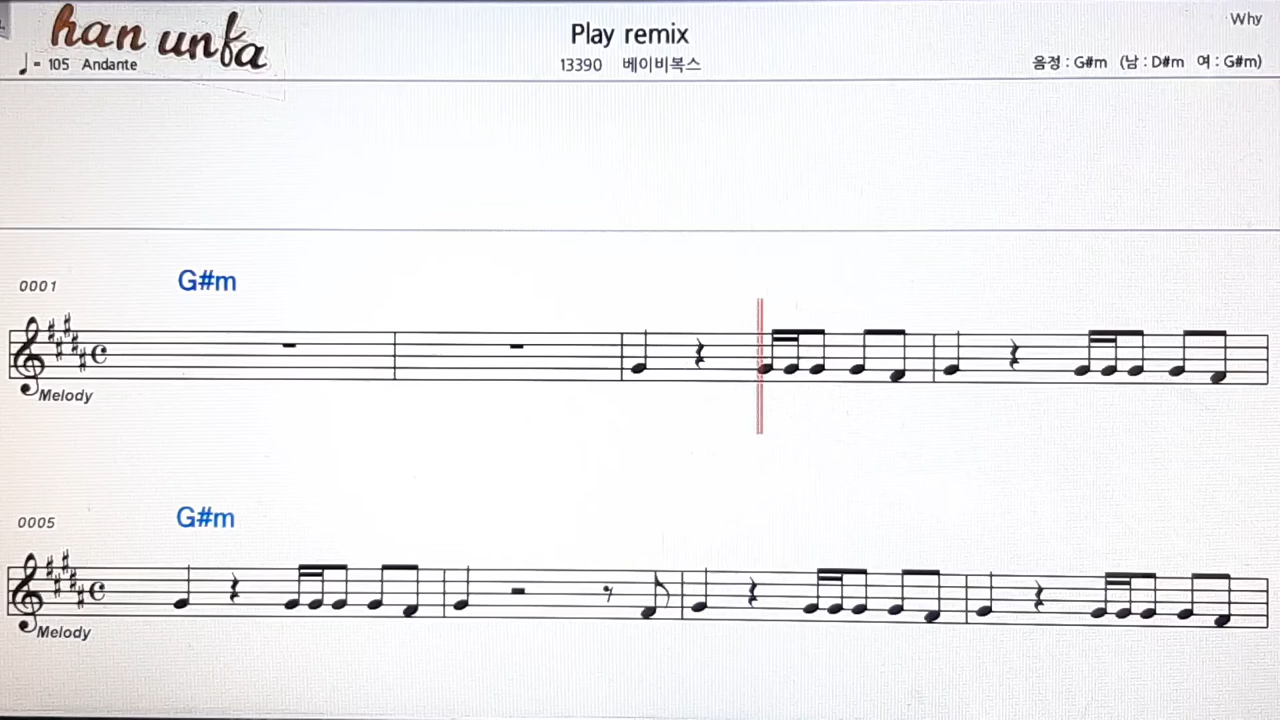 han unfa
Play remix
Why
♩= 105 Andante
13390 베이비복스
음정 : G#m (남 : D#m 여 : G#m)
0001
G#m
Melody
0005
G#m
Melody